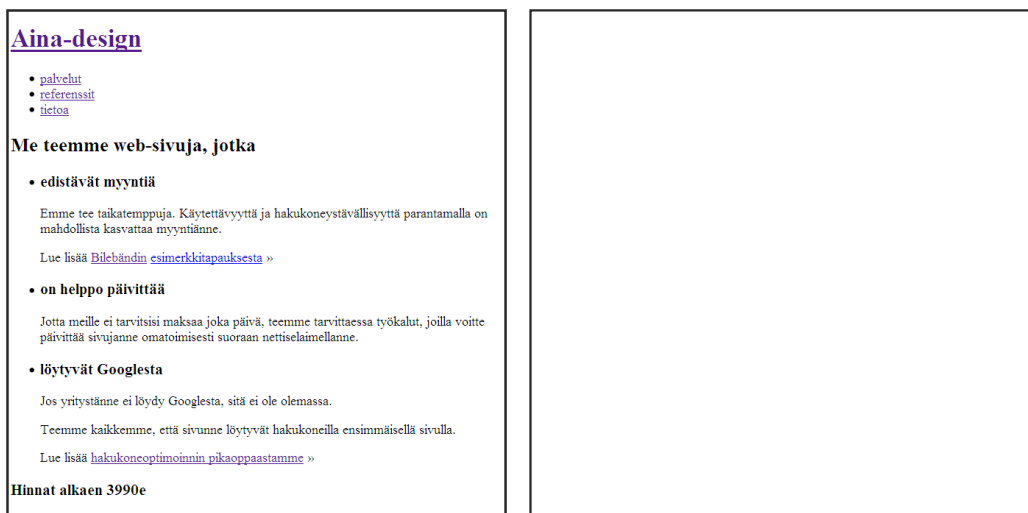 Aina-design
• palvelut
• referenssit
• tietoa
Me teemme web-sivuja, jotka
• edistävät myyntiä
Emme tee taikatemppuja. Käytettävyyttä ja hakukoneystävällisyyttä parantamalla on
mahdollista kasvattaa myyntiänne.
Lue lisää Bilebändin esimerkkitapauksesta »
• on helppo päivittää
Jotta meille ei tarvitsisi maksaa joka päivä, teemme tarvittaessa työkalut, joilla voitte
päivittää sivujanne omatoimisesti suoraan nettiselaimellanne.
• löytyvät Googlesta
Jos yritystänne ei löydy Googlesta, sitä ei ole olemassa.
Teemme kaikkemme, että sivunne löytyvät hakukoneilla ensimmäisellä sivulla.
Lue lisää hakukoneoptimoinnin pikaoppaastamme »
Hinnat alkaen 3990e